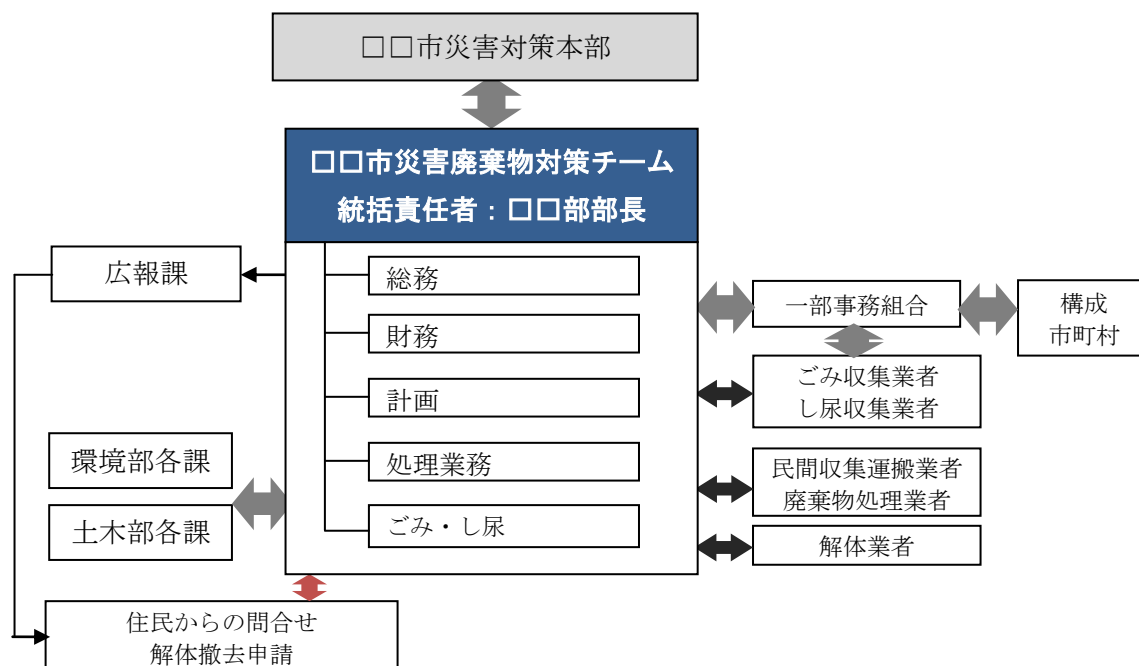 □□市災害対策本部
□□市災害廃棄物対策チーム
統括責任者：□□部部長
広報課
総務
財務
計画
処理業務
ごみ・し尿
環境部各課
土木部各課
一部事務組合
構成
市町村
ごみ収集業者
し尿収集業者
民間収集運搬業者
廃棄物処理業者
解体業者
住民からの問合せ
解体撤去申請